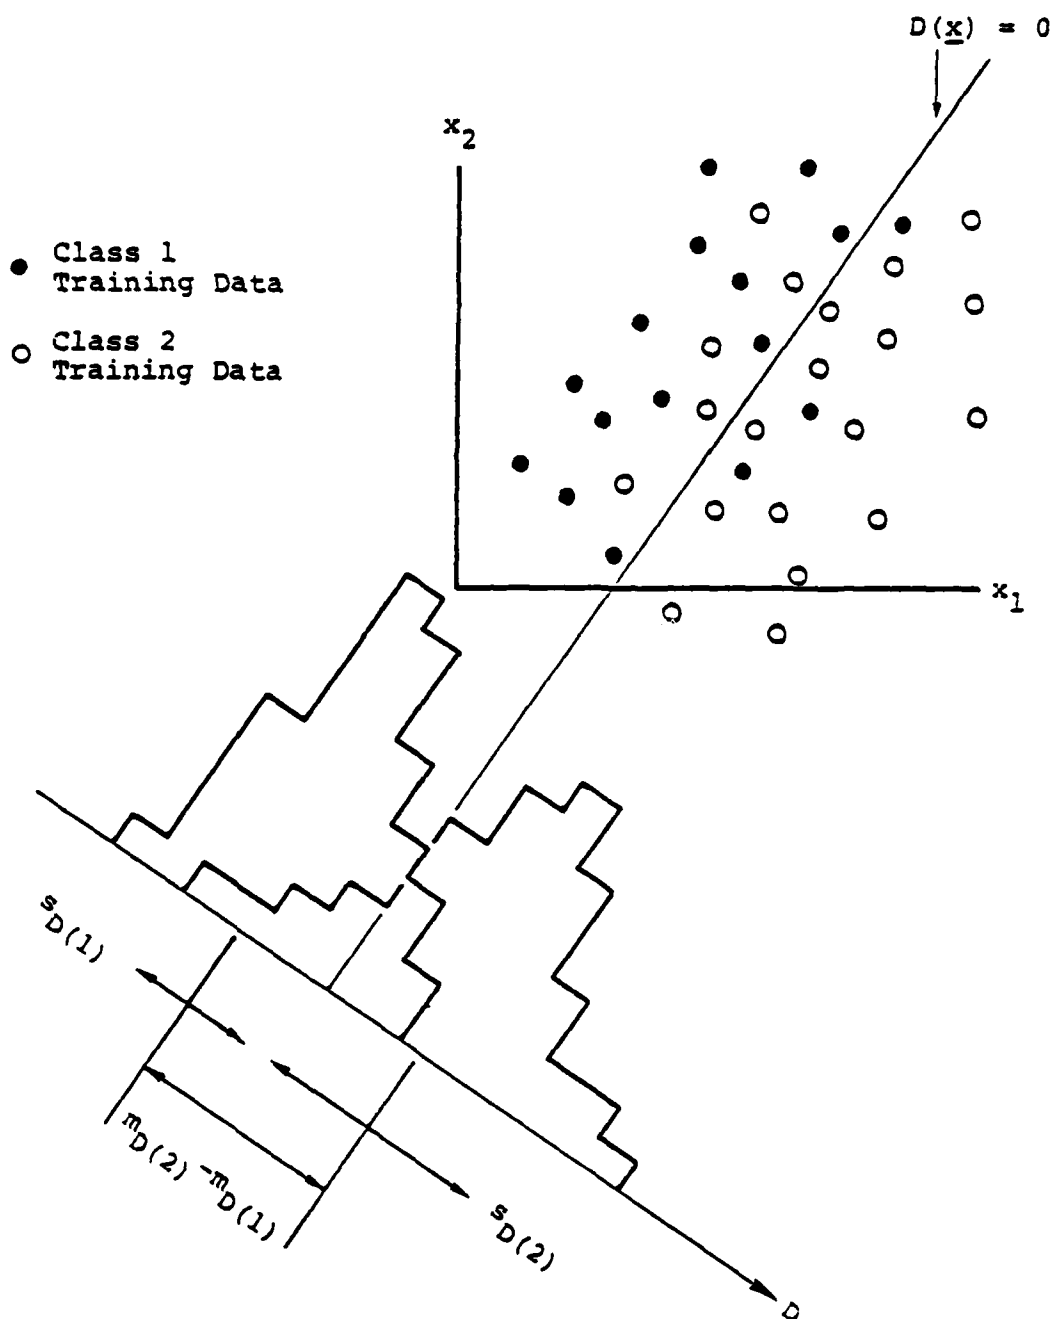 D(x) = 0
x2
Class 1
Training Data
Class 2
Training Data
x1
sD(1)
mD(2) -mD(1)
sD(2)
D